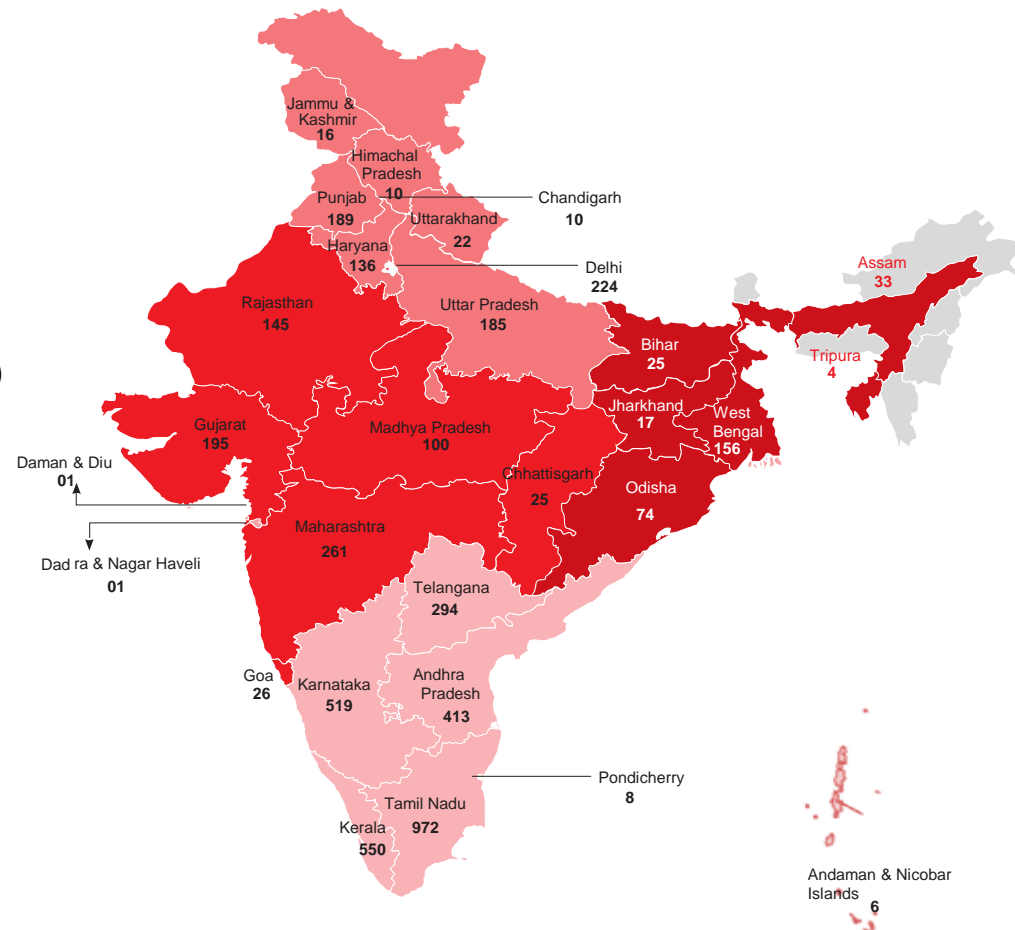 Jammu &
Kashmir
16
Himachal
Pradesh
10
Chandigarh
10
Punjab
189
Uttarakhand
22
Haryana
136
Delhi
224
Assam
33
Rajasthan
145
Uttar Pradesh
185
Bihar
25
Tripura
4
Jharkhand
17
West
Bengal
156
Gujarat
195
Madhya Pradesh
100
Daman & Diu
01
Chhattisgarh
25
Odisha
74
Maharashtra
261
Dad ra & Nagar Haveli
01
Telangana
294
Goa
26
Karnataka
519
Andhra
Pradesh
413
Pondicherry
8
Tamil Nadu
972
Kerala
550
Andaman & Nicobar
Islands
6
)